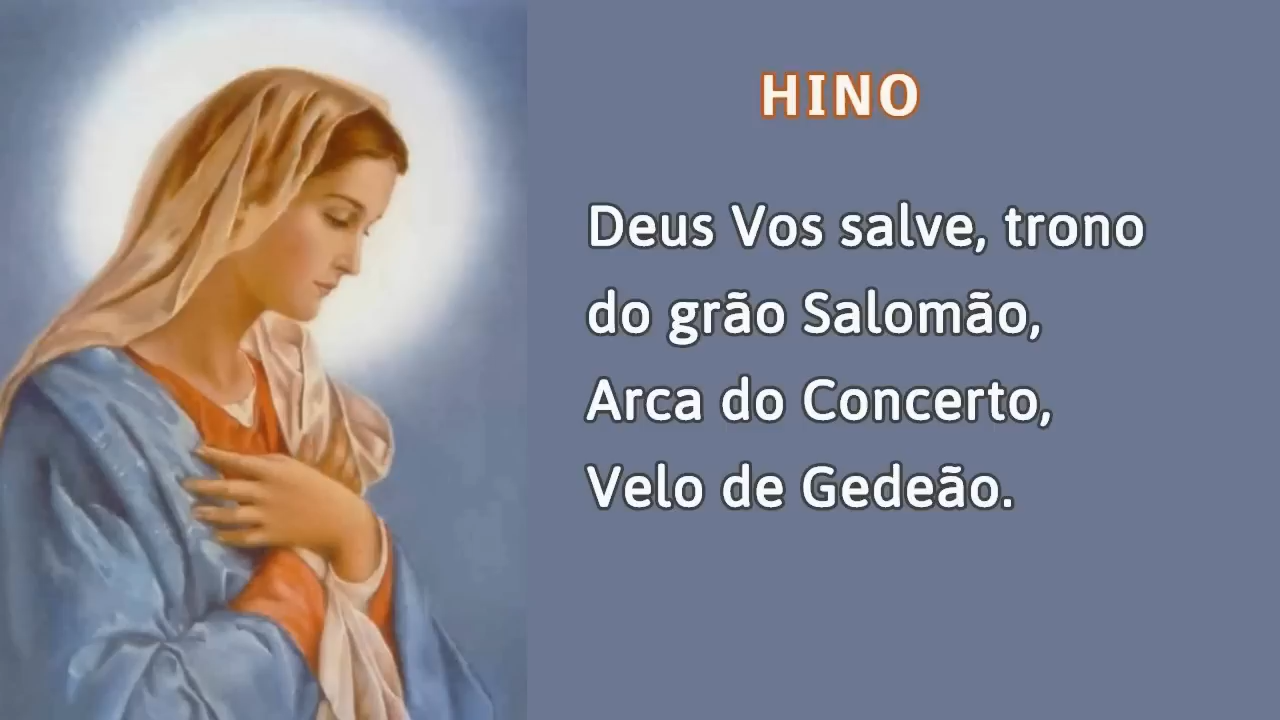 HINO
Deus Vos salve, trono
do grão Salomão,
Arca do Concerto,
Velo de Gedeão.